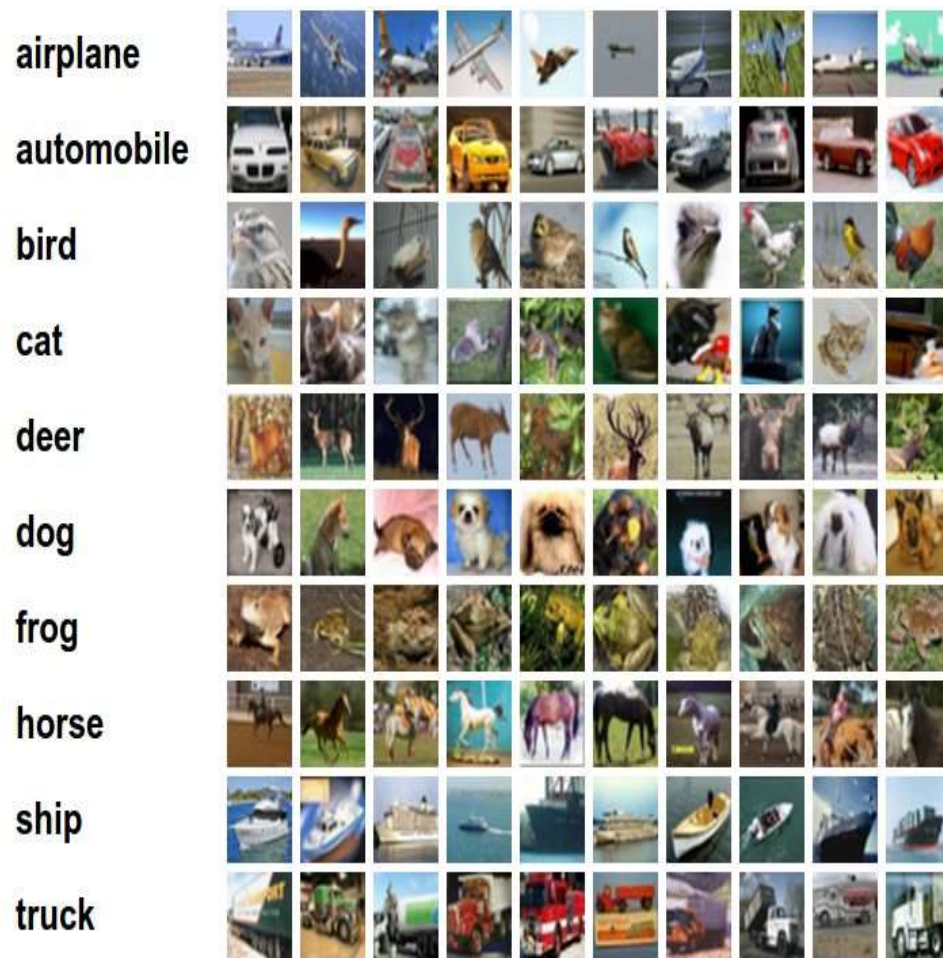 airplane
automobile
bird
cat
deer
dog
frog
horse
ship
truck